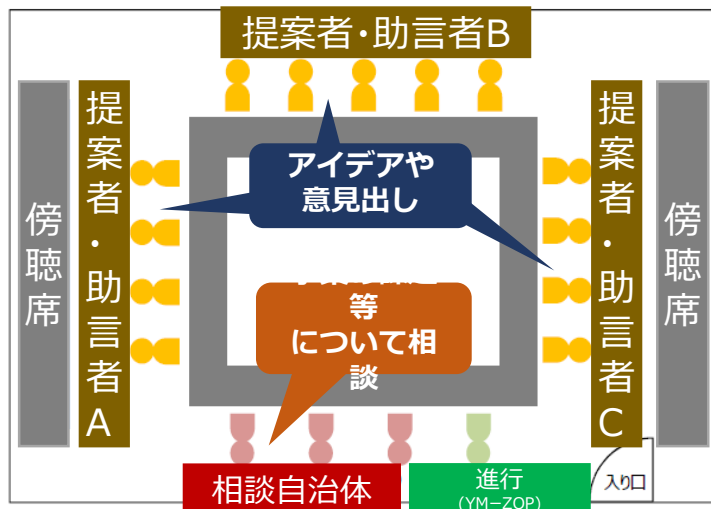 提案者・助言者B
傍聴席
提案者・助言者A
アイデアや
意見出し
提案者・助言者C
傍聴席
等
について相
談
相談自治体
進行
(YM−ZOP)
入り口